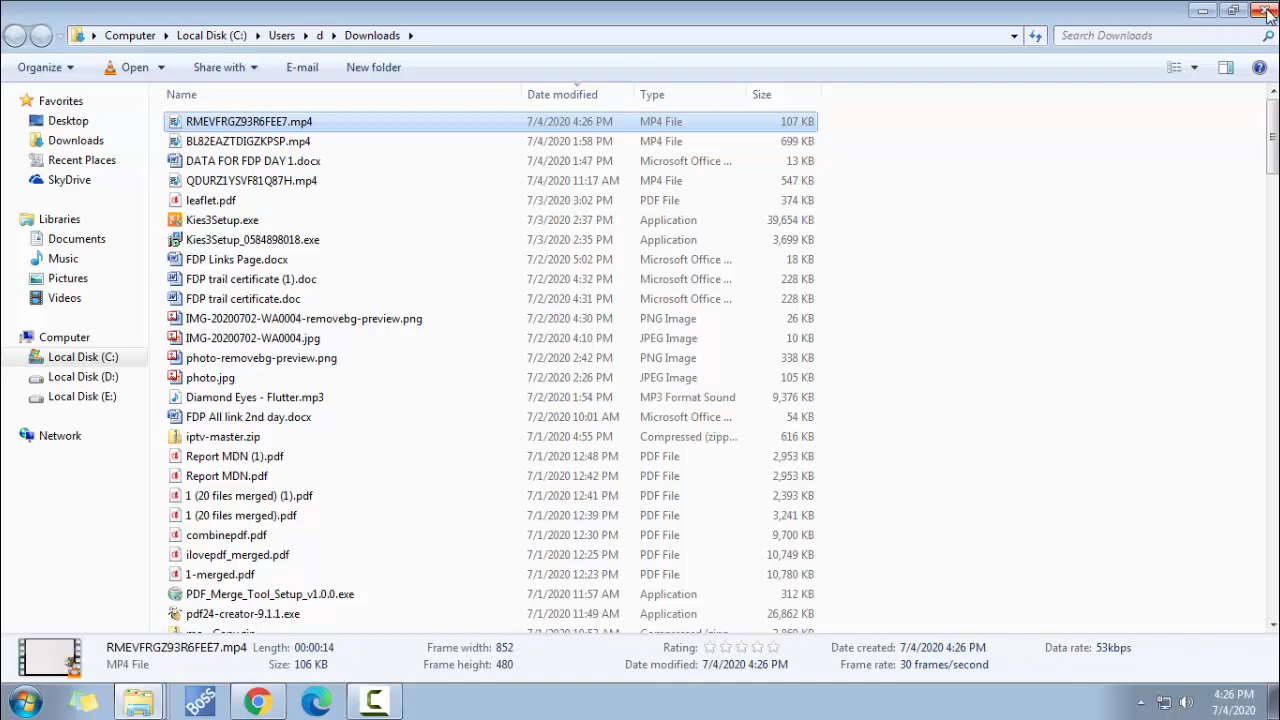 Computer Local Disk (C:) Users d Downloads Search Downloads
Organize Open Share with E-mail New folder
Name Date modified Type Size
Favorites
Desktop
Downloads
Recent Places
SkyDrive
Libraries
Documents
Music
Pictures
Videos
Computer
Local Disk (C:)
Local Disk (D:)
Local Disk (E:)
Network
RMEVFRGZ93R6FEE7.mp4 7/4/2020 4:26 PM MP4 File 107 KB
BL82EAZTDIGZKPSP.mp4 7/4/2020 1:58 PM MP4 File 699 KB
DATA FOR FDP DAY 1.docx 7/4/2020 1:47 PM Microsoft Office ... 13 KB
QDURZ1YSVF81Q87H.mp4 7/4/2020 11:17 AM MP4 File 547 KB
leaflet.pdf 7/3/2020 3:02 PM PDF File 374 KB
Kies3Setup.exe 7/3/2020 2:37 PM Application 39,654 KB
Kies3Setup_0584898018.exe 7/3/2020 2:35 PM Application 3,699 KB
FDP Links Page.docx 7/2/2020 5:02 PM Microsoft Office ... 18 KB
FDP trail certificate (1).doc 7/2/2020 4:32 PM Microsoft Office ... 228 KB
FDP trail certificate.doc 7/2/2020 4:31 PM Microsoft Office ... 228 KB
IMG-20200702-WA0004-removebg-preview.png 7/2/2020 4:30 PM PNG Image 26 KB
IMG-20200702-WA0004.jpg 7/2/2020 4:10 PM JPEG Image 10 KB
photo-removebg-preview.png 7/2/2020 2:42 PM PNG Image 338 KB
photo.jpg 7/2/2020 2:26 PM JPEG Image 105 KB
Diamond Eyes - Flutter.mp3 7/2/2020 1:54 PM MP3 Format Sound 9,376 KB
FDP All link 2nd day.docx 7/2/2020 10:01 AM Microsoft Office ... 54 KB
iptv-master.zip 7/1/2020 4:55 PM Compressed (zipp... 616 KB
Report MDN (1).pdf 7/1/2020 12:48 PM PDF File 2,953 KB
Report MDN.pdf 7/1/2020 12:42 PM PDF File 2,953 KB
1 (20 files merged) (1).pdf 7/1/2020 12:41 PM PDF File 2,393 KB
1 (20 files merged).pdf 7/1/2020 12:39 PM PDF File 3,241 KB
combinepdf.pdf 7/1/2020 12:30 PM PDF File 9,700 KB
ilovepdf_merged.pdf 7/1/2020 12:25 PM PDF File 10,749 KB
1-merged.pdf 7/1/2020 12:23 PM PDF File 10,780 KB
PDF_Merge_Tool_Setup_v1.0.0.exe 7/1/2020 11:57 AM Application 312 KB
pdf24-creator-9.1.1.exe 7/1/2020 11:49 AM Application 26,862 KB
RMEVFRGZ93R6FEE7.mp4 Length: 00:00:14 Frame width: 852 Rating: Date created: 7/4/2020 4:26 PM Data rate: 53kbps
MP4 File Size: 106 KB Frame height: 480 Date modified: 7/4/2020 4:26 PM Frame rate: 30 frames/second
BOSS
4:26 PM
7/4/2020